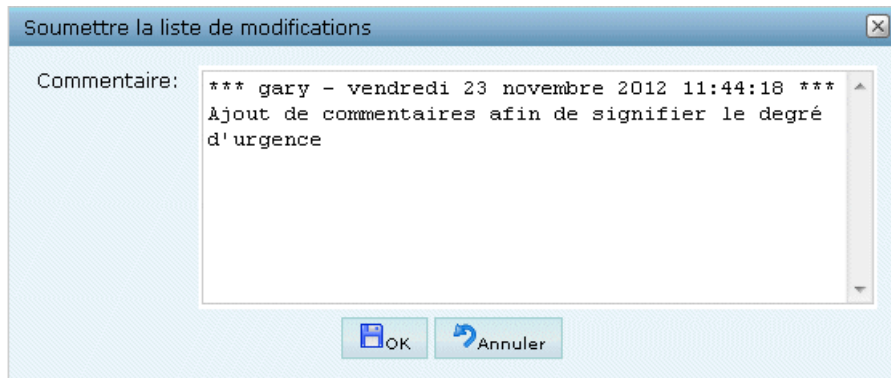 Soumettre la liste de modifications
Commentaire:
*** gary - vendredi 23 novembre 2012 11:44:18 ***
Ajout de commentaires afin de signifier le degré
d'urgence
OK Annuler